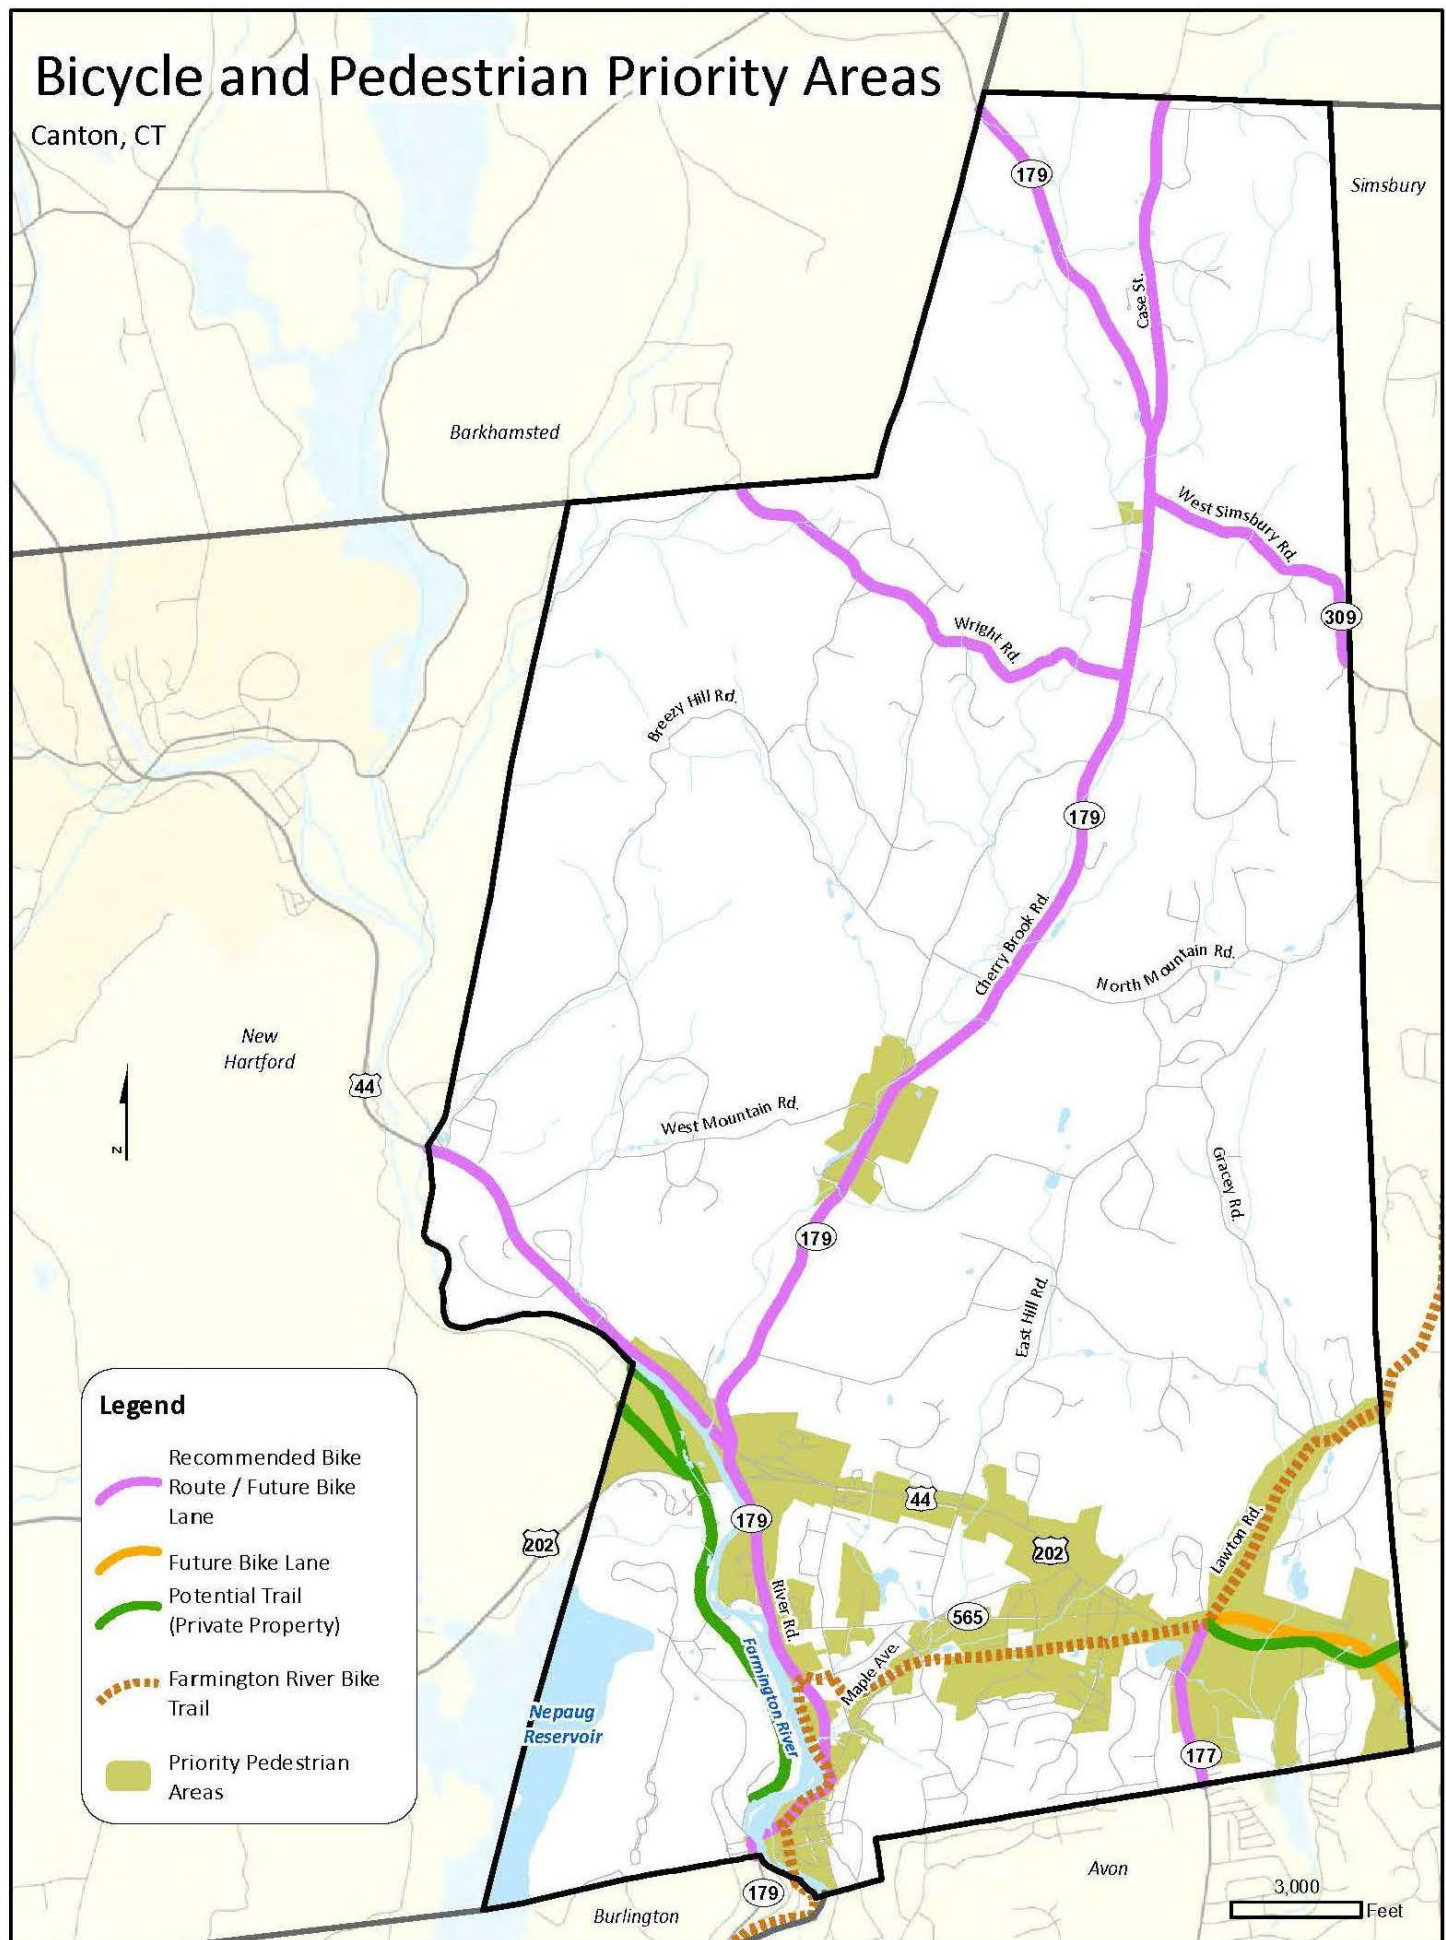 Bicycle and Pedestrian Priority Areas
Canton, CT
Simsbury
179
Case St.
Barkhamsted
West Simsbury Rd.
309
Wright Rd.
Breezy Hill Rd.
179
Cherry Brook Rd.
North Mountain Rd.
New
Hartford
44
N
West Mountain Rd.
Gracey Rd.
179
East Hill Rd.
Legend
Recommended Bike
Route / Future Bike
Lane
Future Bike Lane
Potential Trail
(Private Property)
Farmington River Bike
Trail
Priority Pedestrian
Areas
44
179
202
202
Lawton Rd.
River Rd.
565
Maple Ave.
Farmington River
Nepaug
Reservoir
177
179
Burlington
Avon
3,000
Feet